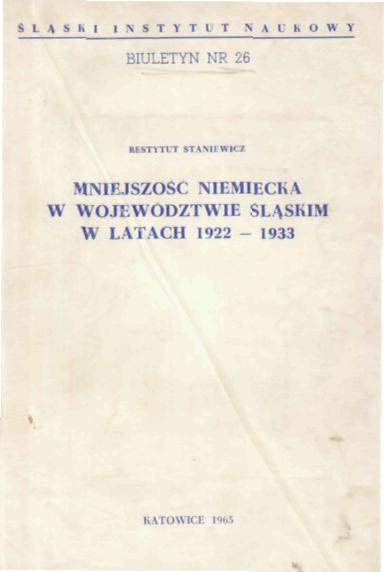 ŚLĄSKI INSTYTUT NAUKOWY
BIULETYN NR 26
RESTYTUT STANIEWICZ
MNIEJSZOŚĆ NIEMIECKA
W WOJEWÓDZTWIE ŚLĄSKIM
W LATACH 1922 — 1933
KATOWICE 1965